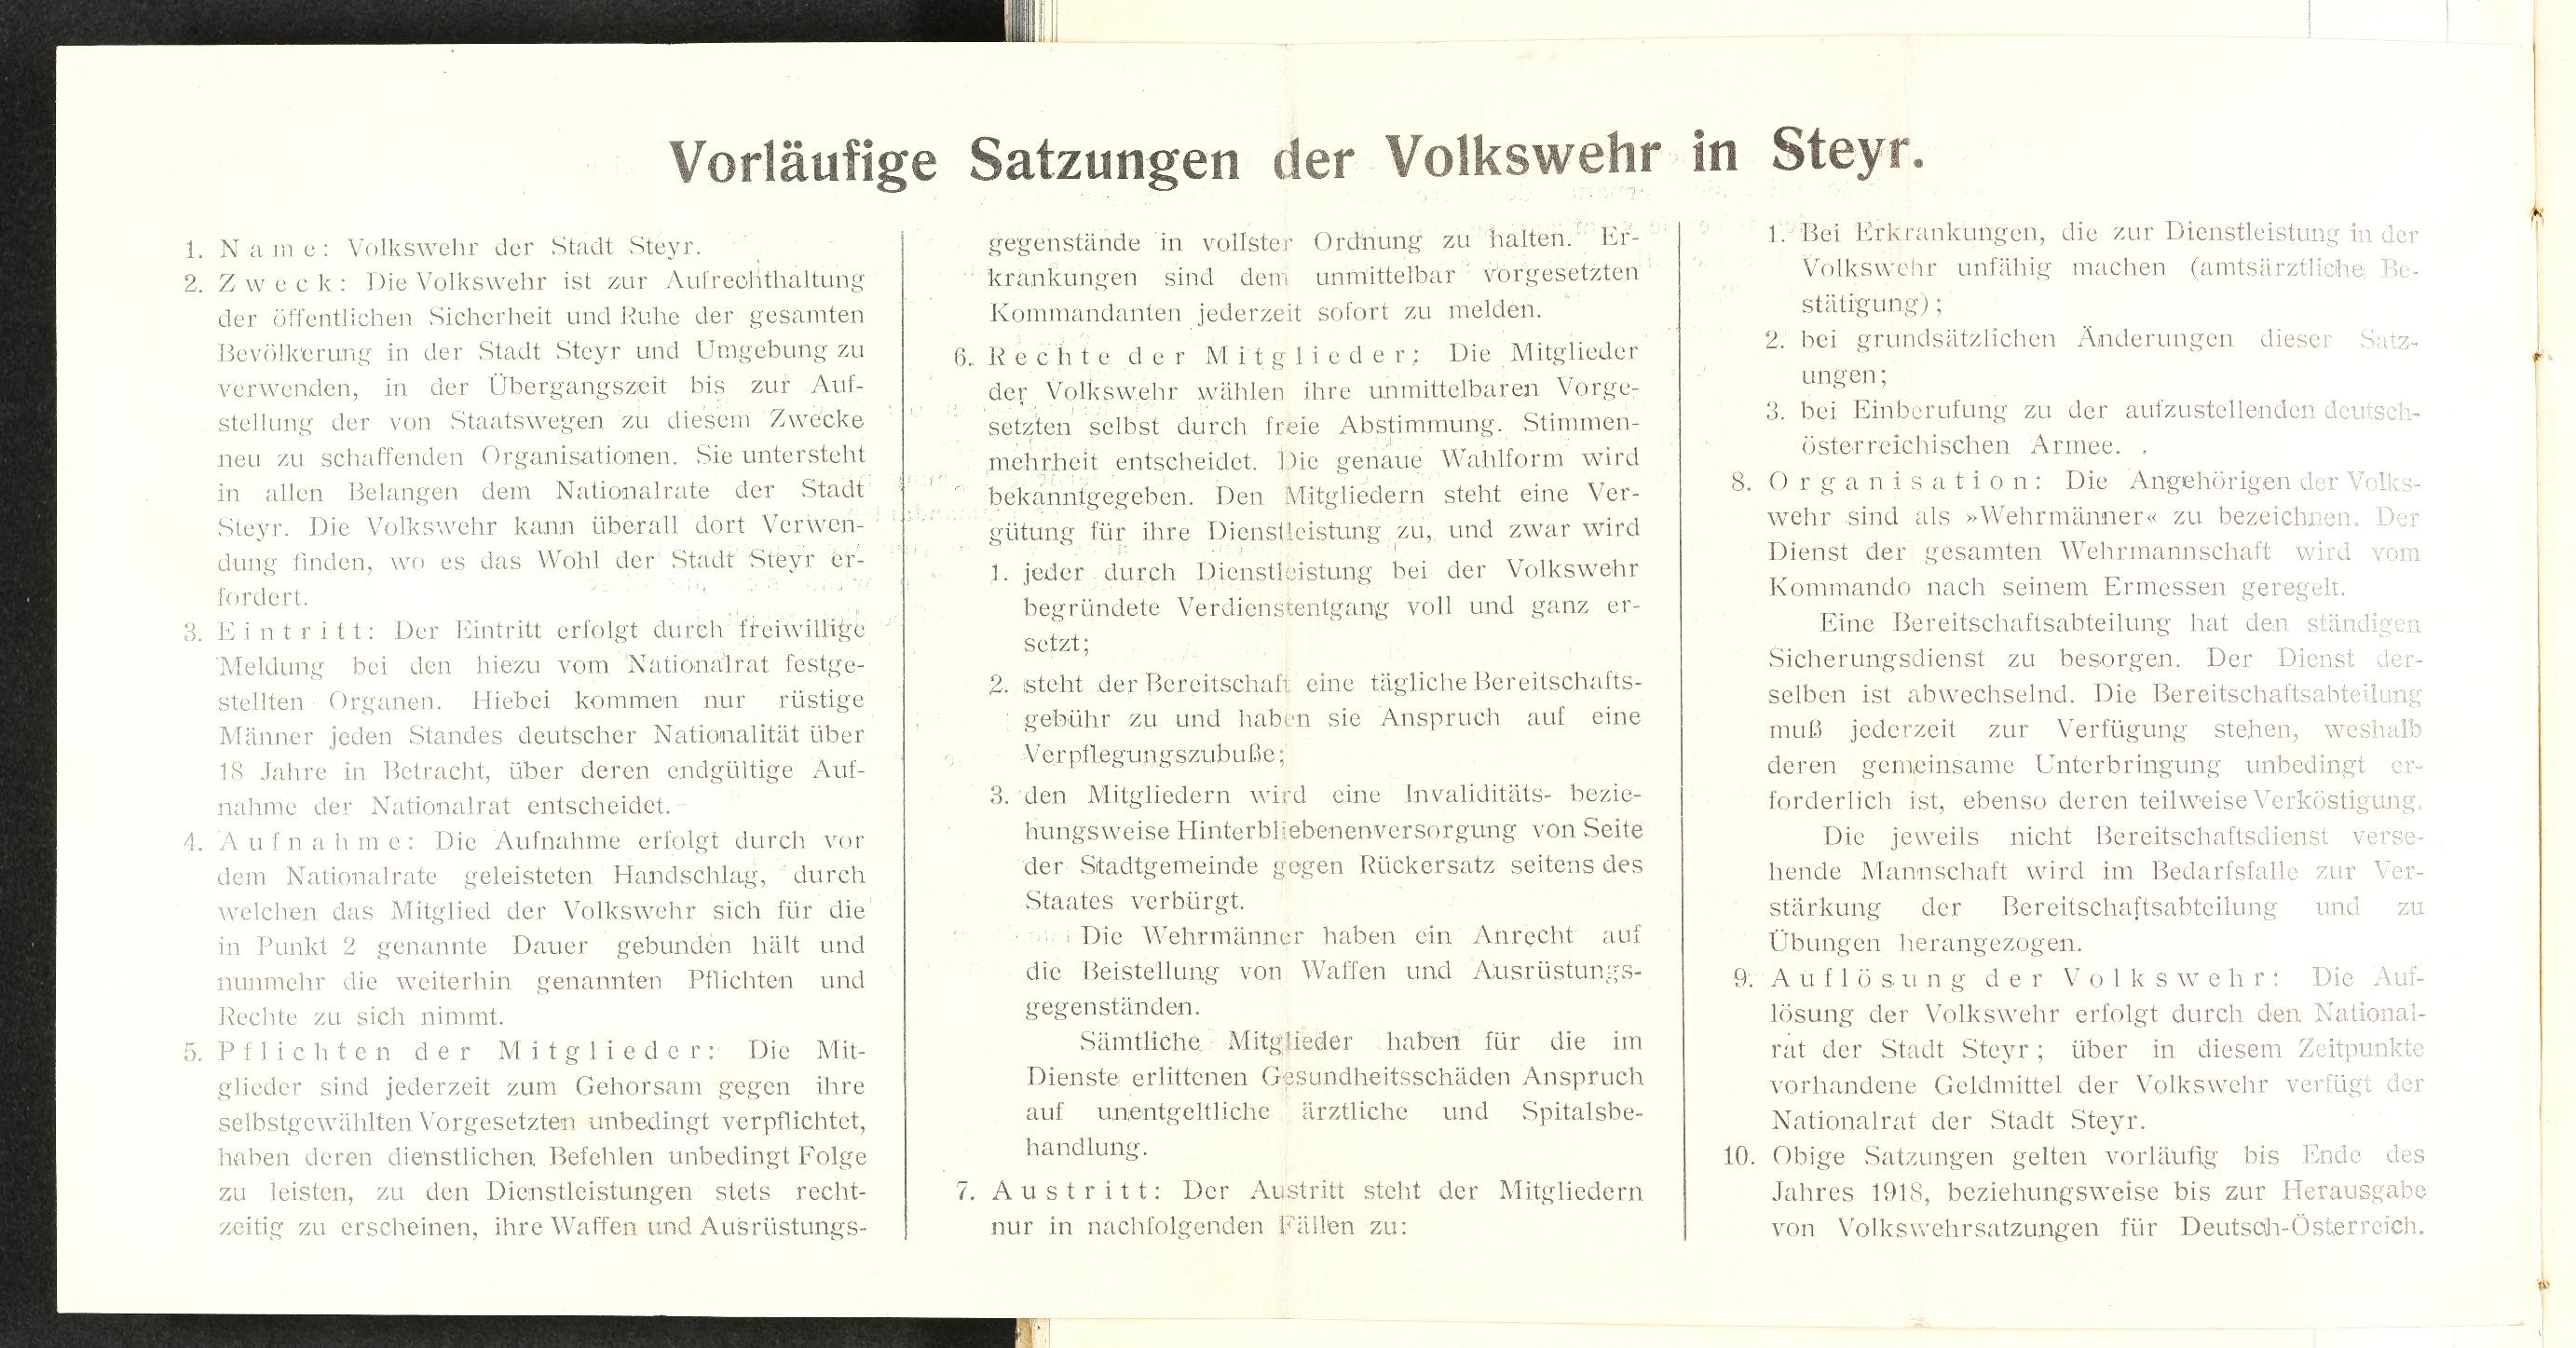 Vorläufige Satzungen der Volkswehr in Steyr.
1. Name: Volkswehr der Stadt Steyr.
2. Zweck: Die Volkswehr ist zur Aufrechthaltung
der öffentlichen Sicherheit und Ruhe der gesamten
Bevölkerung in der Stadt Steyr und Umgebung zu
verwenden, in der Übergangszeit bis zur Auf-
stellung der von Staatswegen zu diesem Zwecke
neu zu schaffenden Organisationen. Sie untersteht
in allen Belangen dem Nationalrate der Stadt
Steyr. Die Volkswehr kann überall dort Verwen-
dung finden, wo es das Wohl der Stadt Steyr er-
fordert.
3. Eintritt: Der Eintritt erfolgt durch freiwillige
Meldung bei den hiezu vom Nationalrat festge-
stellten Organen. Hiebei kommen nur rüstige
Männer jeden Standes deutscher Nationalität über
18 Jahre in Betracht, über deren endgültige Auf-
nahme der Nationalrat entscheidet.
4. Aufnahme: Die Aufnahme erfolgt durch vor
dem Nationalrate geleisteten Handschlag, durch
welchen das Mitglied der Volkswehr sich für die
in Punkt 2 genannte Dauer gebunden hält und
nunmehr die weiterhin genannten Pflichten und
Rechte zu sich nimmt.
5. Pflichten der Mitglieder: Die Mit-
glieder sind jederzeit zum Gehorsam gegen ihre
selbstgewählten Vorgesetzten unbedingt verpflichtet,
haben deren dienstlichen Befehlen unbedingt Folge
zu leisten, zu den Dienstleistungen stets recht-
zeitig zu erscheinen, ihre Waffen und Ausrüstungs-
gegenstände in vollster Ordnung zu halten. Er-
krankungen sind dem unmittelbar vorgesetzten
Kommandanten jederzeit sofort zu melden.
6. Rechte der Mitglieder: Die Mitglieder
der Volkswehr wählen ihre unmittelbaren Vorge-
setzten selbst durch freie Abstimmung. Stimmen-
mehrheit entscheidet. Die genaue Wahlform wird
bekanntgegeben. Den Mitgliedern steht eine Ver-
gütung für ihre Dienstleistung zu, und zwar wird
1. jeder durch Dienstleistung bei der Volkswehr
begründete Verdienstentgang voll und ganz er-
setzt;
2. steht der Bereitschaft eine tägliche Bereitschafts-
gebühr zu und haben sie Anspruch auf eine
Verpflegungszubuße;
3. den Mitgliedern wird eine Invaliditäts- bezie-
hungsweise Hinterbliebenenversorgung von Seite
der Stadtgemeinde gegen Rückersatz seitens des
Staates verbürgt.
Die Wehrmänner haben ein Anrecht auf
die Beistellung von Waffen und Ausrüstungs-
gegenständen.
Sämtliche Mitglieder haben für die im
Dienste erlittenen Gesundheitsschäden Anspruch
auf unentgeltliche ärztliche und Spitalsbe-
handlung.
7. Austritt: Der Austritt steht der Mitgliedern
nur in nachfolgenden Fällen zu:
1. Bei Erkrankungen, die zur Dienstleistung in der
Volkswehr unfähig machen (amtsärztliche Be-
stätigung);
2. bei grundsätzlichen Änderungen dieser Satz-
ungen;
3. bei Einberufung zu der aufzustellenden deutsch-
österreichischen Armee.
8. Organisation: Die Angehörigen der Volks-
wehr sind als »Wehrmänner« zu bezeichnen. Der
Dienst der gesamten Wehrmannschaft wird vom
Kommando nach seinem Ermessen geregelt.
Eine Bereitschaftsabteilung hat den ständigen
Sicherungsdienst zu besorgen. Der Dienst der-
selben ist abwechselnd. Die Bereitschaftsabteilung
muß jederzeit zur Verfügung stehen, weshalb
deren gemeinsame Unterbringung unbedingt er-
forderlich ist, ebenso deren teilweise Verköstigung.
Die jeweils nicht Bereitschaftsdienst verse-
hende Mannschaft wird im Bedarfsfalle zur Ver-
stärkung der Bereitschaftsabteilung und zu
Übungen herangezogen.
9. Auflösung der Volkswehr: Die Auf-
lösung der Volkswehr erfolgt durch den National-
rat der Stadt Steyr; über in diesem Zeitpunkte
vorhandene Geldmittel der Volkswehr verfügt der
Nationalrat der Stadt Steyr.
10. Obige Satzungen gelten vorläufig bis Ende des
Jahres 1918, beziehungsweise bis zur Herausgabe
von Volkswehrsatzungen für Deutsch-Österreich.